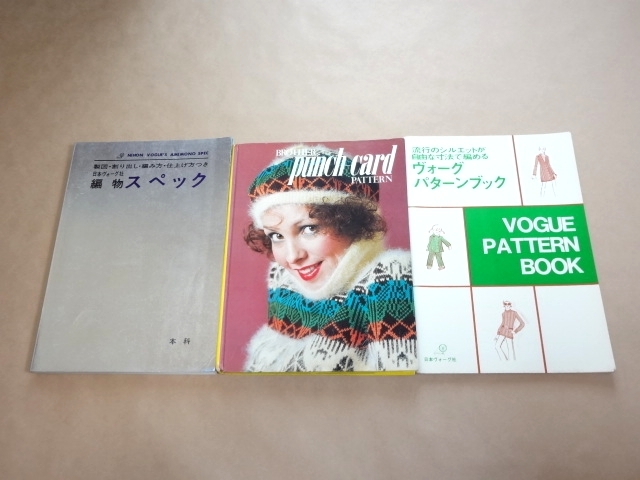 NIHON VOGUE'S AMIMONO SPEC
製図・割り出し・編み方・仕上げ方つき
日本ヴォーグ社
編物スペック
本科
BROTHER
punch card
PATTERN
流行のシルエットが
自由な寸法で編める
ヴォーグ
パターンブック
VOGUE
PATTERN
BOOK
日本ヴォーグ社